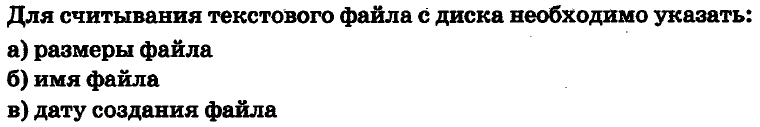 Для считывания текстового файла с диска необходимо указать:
а) размеры файла
б) имя файла
в) дату создания файла